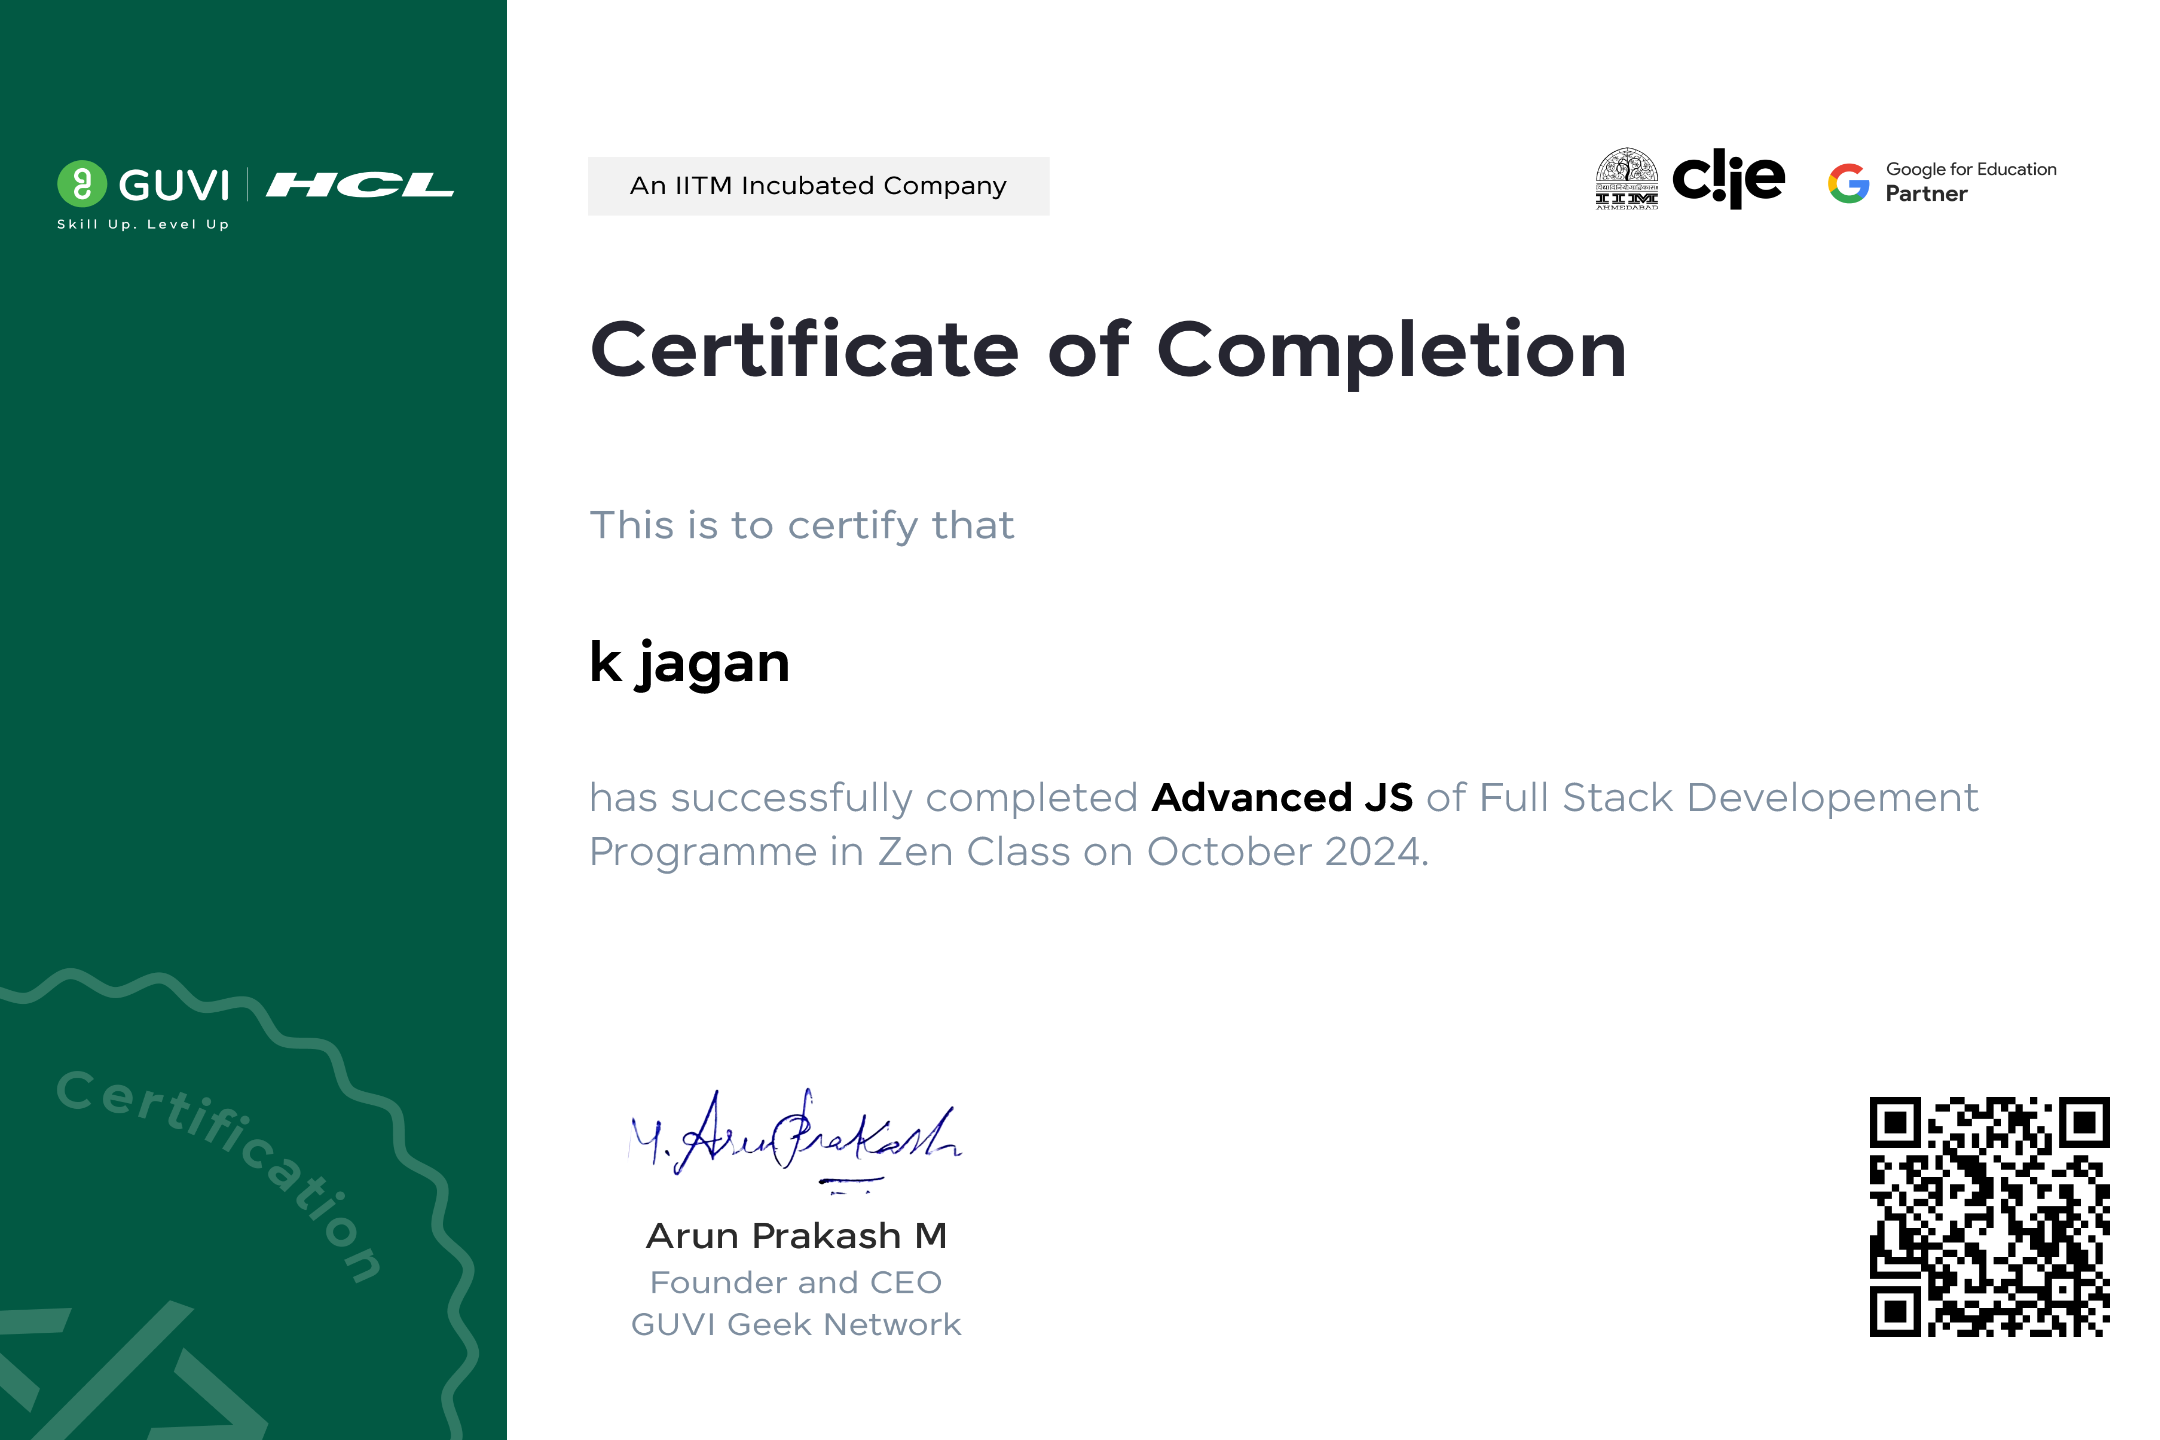 GUVI HCL
Skill Up. Level Up
An IITM Incubated Company
IIM
AHMEDABAD
c!ie
Google for Education
Partner
Certificate of Completion
This is to certify that
k jagan
has successfully completed Advanced JS of Full Stack Developement
Programme in Zen Class on October 2024.
Certification
</>
M. Arun Prakash
Arun Prakash M
Founder and CEO
GUVI Geek Network